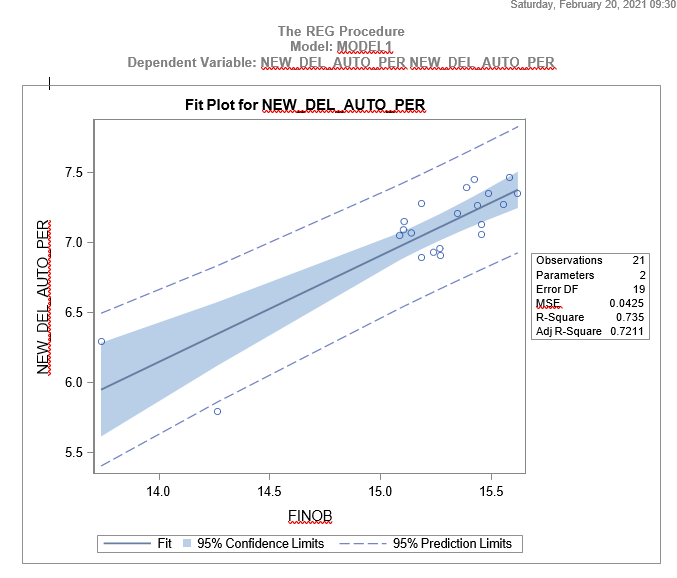 Saturday, February 20, 2021 09:30
The REG Procedure
Model: MODEL1
Dependent Variable: NEW_DEL_AUTO_PER NEW_DEL_AUTO_PER
Fit Plot for NEW_DEL_AUTO_PER
NEW_DEL_AUTO_PER
7.5
7.0
6.5
6.0
5.5
14.0 14.5 15.0 15.5
FINOB
Observations 21
Parameters 2
Error DF 19
MSE 0.0425
R-Square 0.735
Adj R-Square 0.7211
Fit 95% Confidence Limits 95% Prediction Limits